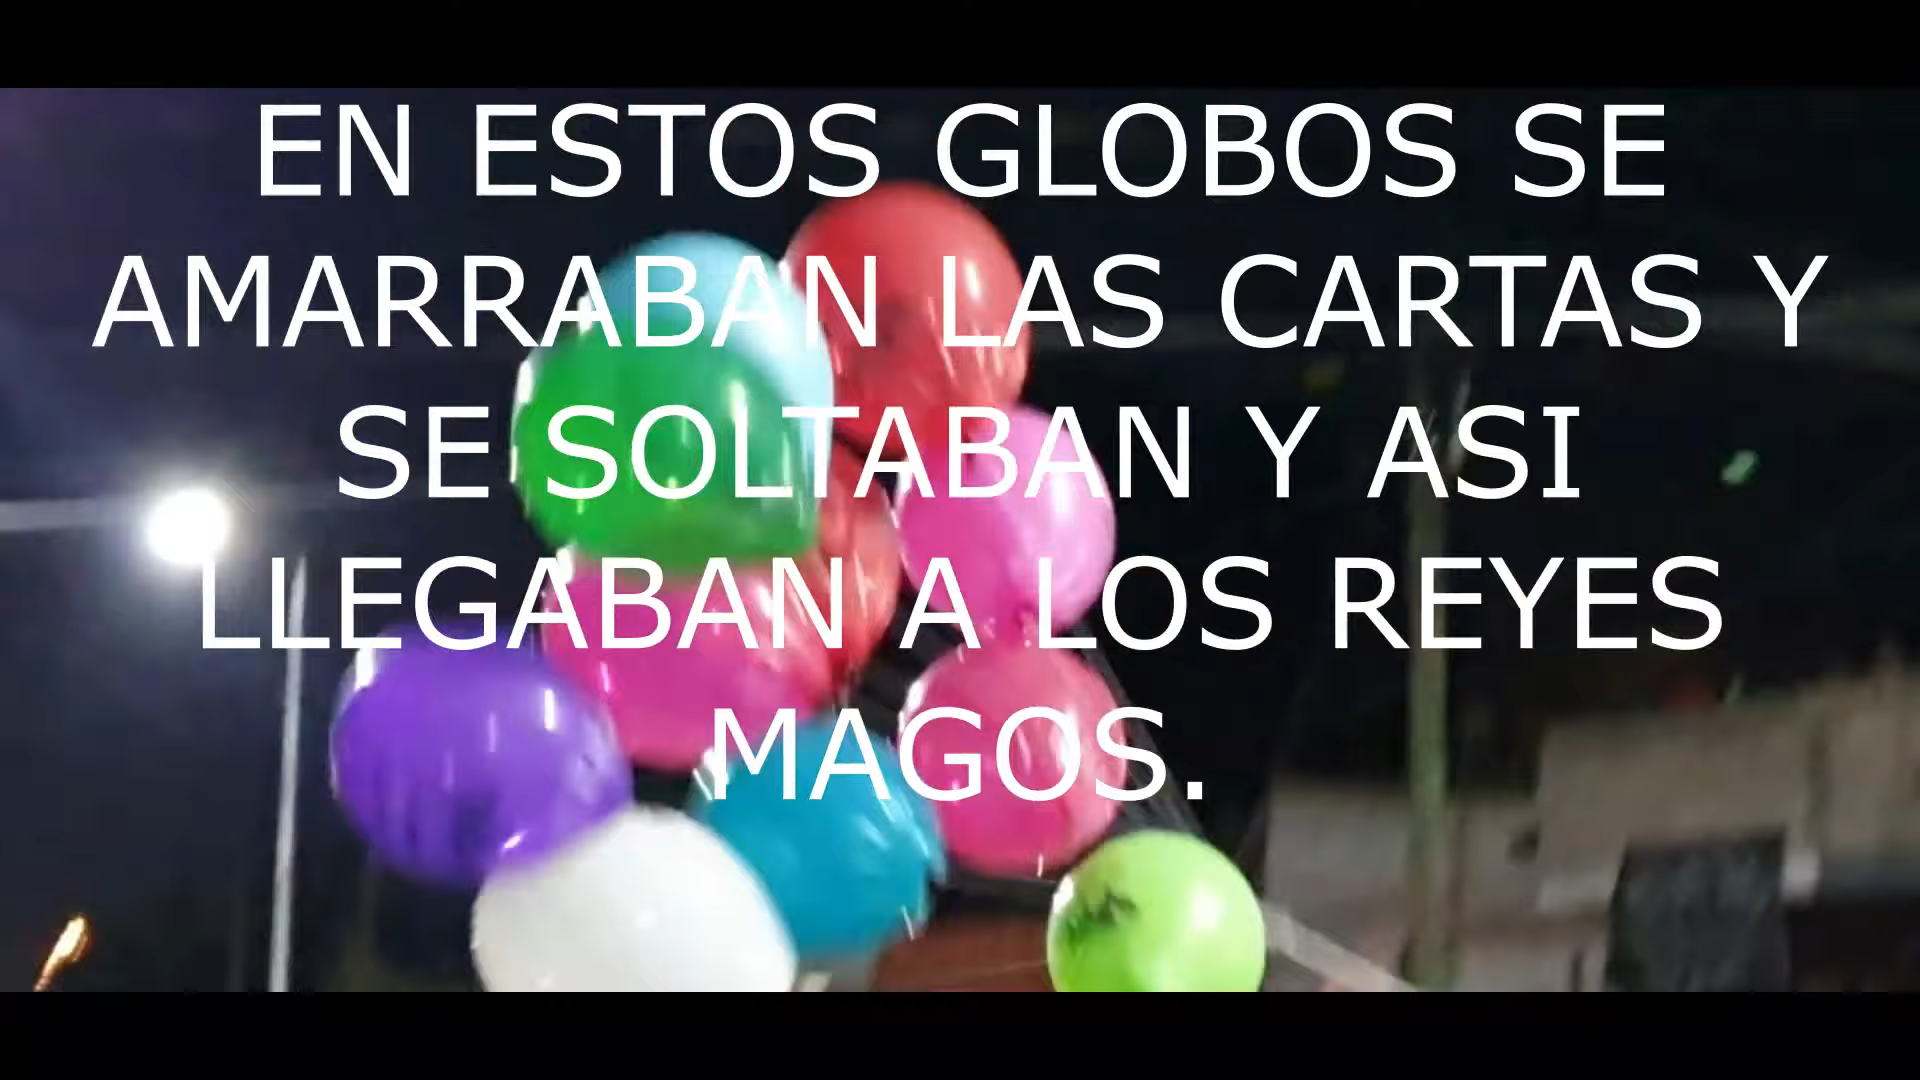 EN ESTOS GLOBOS SE
AMARRABAN LAS CARTAS Y
SE SOLTABAN Y ASI
LLEGABAN A LOS REYES
MAGOS.